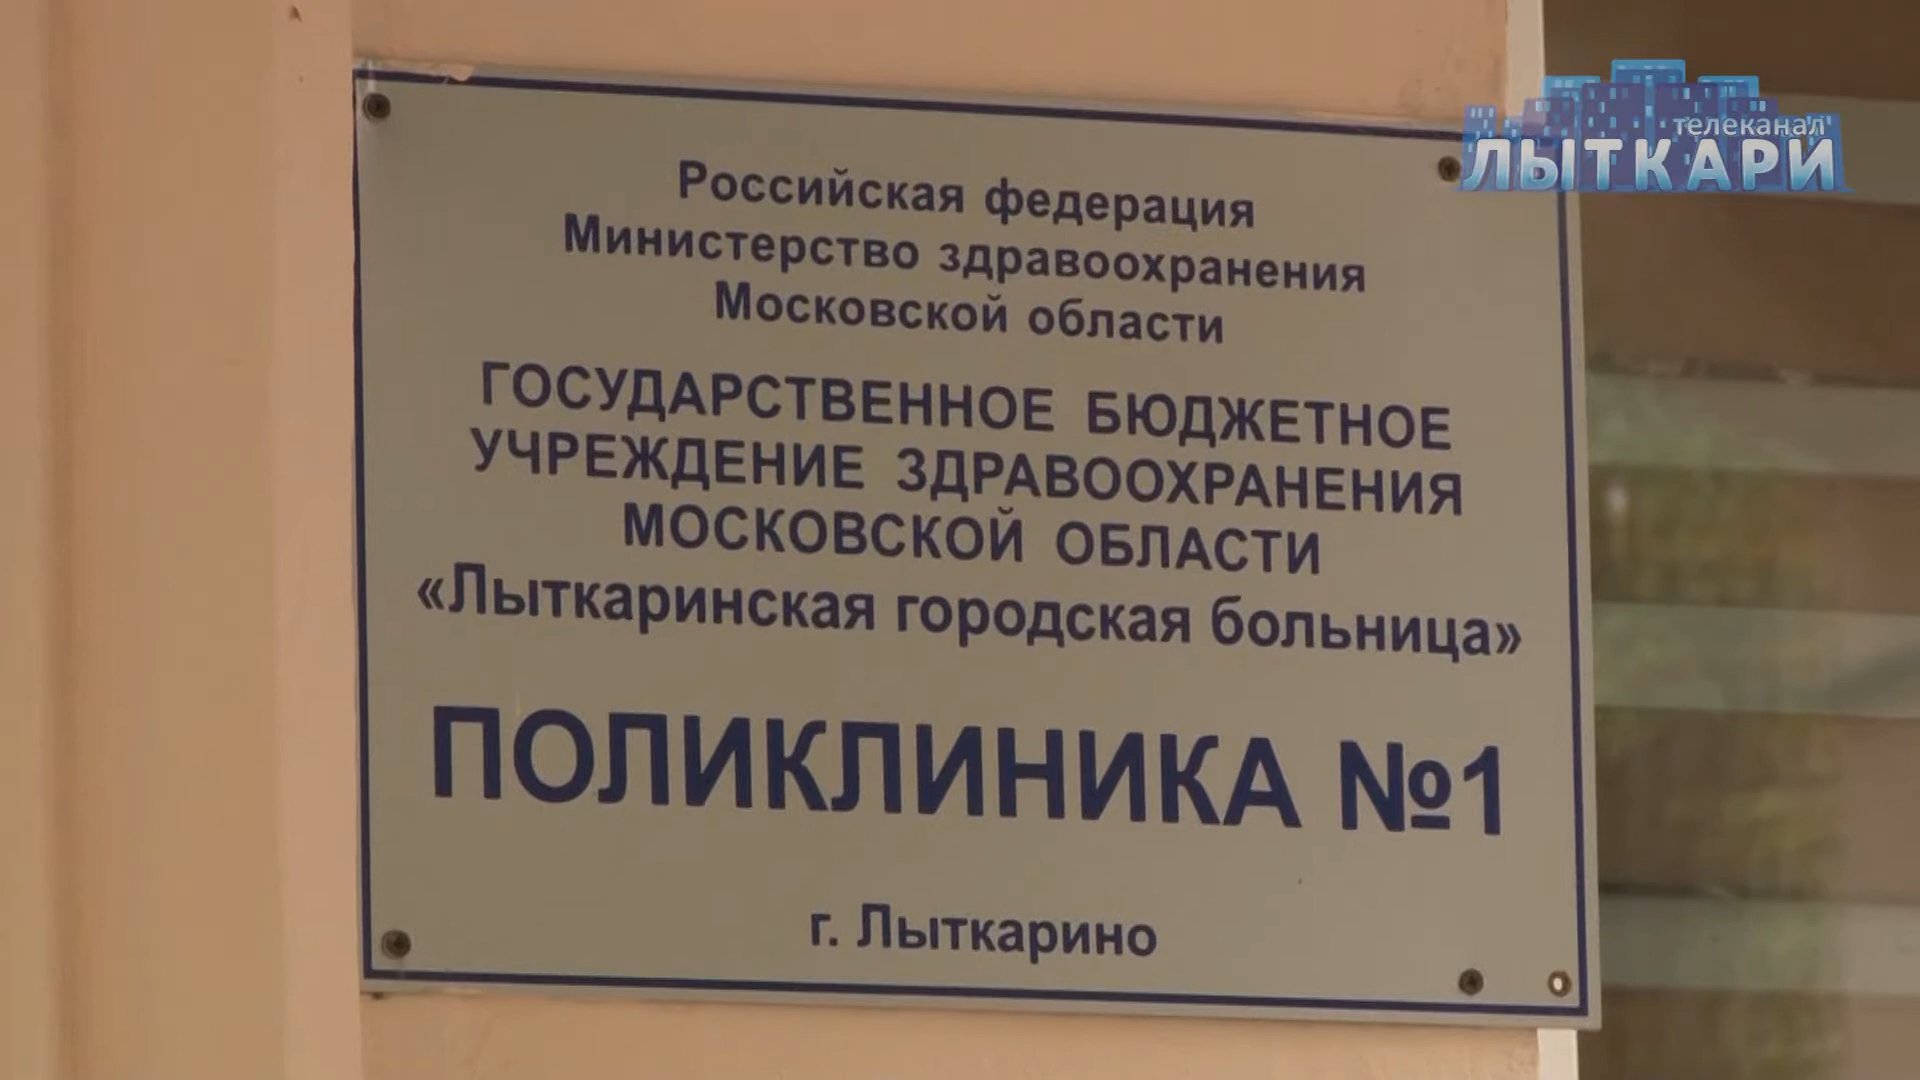 телеканал
ЛЫТКАРИ
Российская федерация
Министерство здравоохранения
Московской области
ГОСУДАРСТВЕННОЕ БЮДЖЕТНОЕ
УЧРЕЖДЕНИЕ ЗДРАВООХРАНЕНИЯ
МОСКОВСКОЙ ОБЛАСТИ
«Лыткаринская городская больница»
ПОЛИКЛИНИКА №1
г. Лыткарино